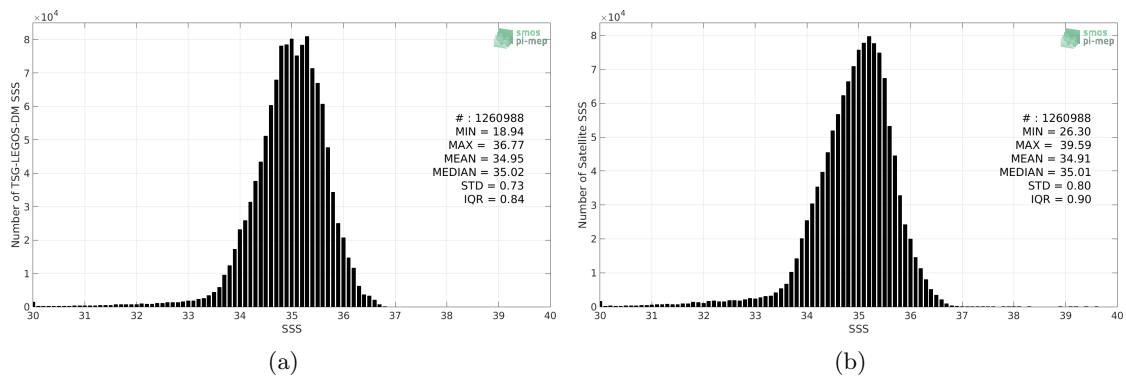 ×10⁴
smos
pi-mep
8
7
6
5
4
3
2
1
0
Number of TSG-LEGOS-DM SSS
# : 1260988
MIN = 18.94
MAX = 36.77
MEAN = 34.95
MEDIAN = 35.02
STD = 0.73
IQR = 0.84
30 31 32 33 34 35 36 37 38 39 40
SSS
(a)
×10⁴
smos
pi-mep
8
7
6
5
4
3
2
1
0
Number of Satellite SSS
# : 1260988
MIN = 26.30
MAX = 39.59
MEAN = 34.91
MEDIAN = 35.01
STD = 0.80
IQR = 0.90
30 31 32 33 34 35 36 37 38 39 40
SSS
(b)